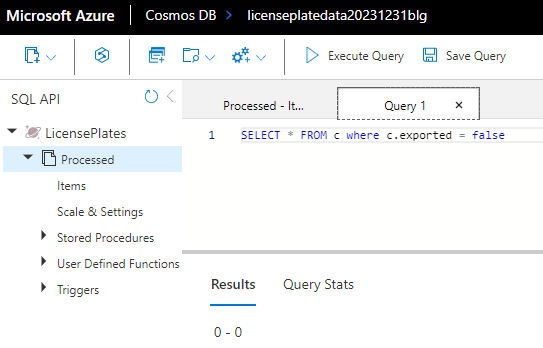 Microsoft Azure Cosmos DB > licenseplatedata20231231blg
Execute Query Save Query
SQL API
Processed - It... Query 1 ×
1 SELECT * FROM c where c.exported = false
LicensePlates
Processed
Items
Scale & Settings
Stored Procedures
User Defined Functions
Triggers
Results Query Stats
0 - 0